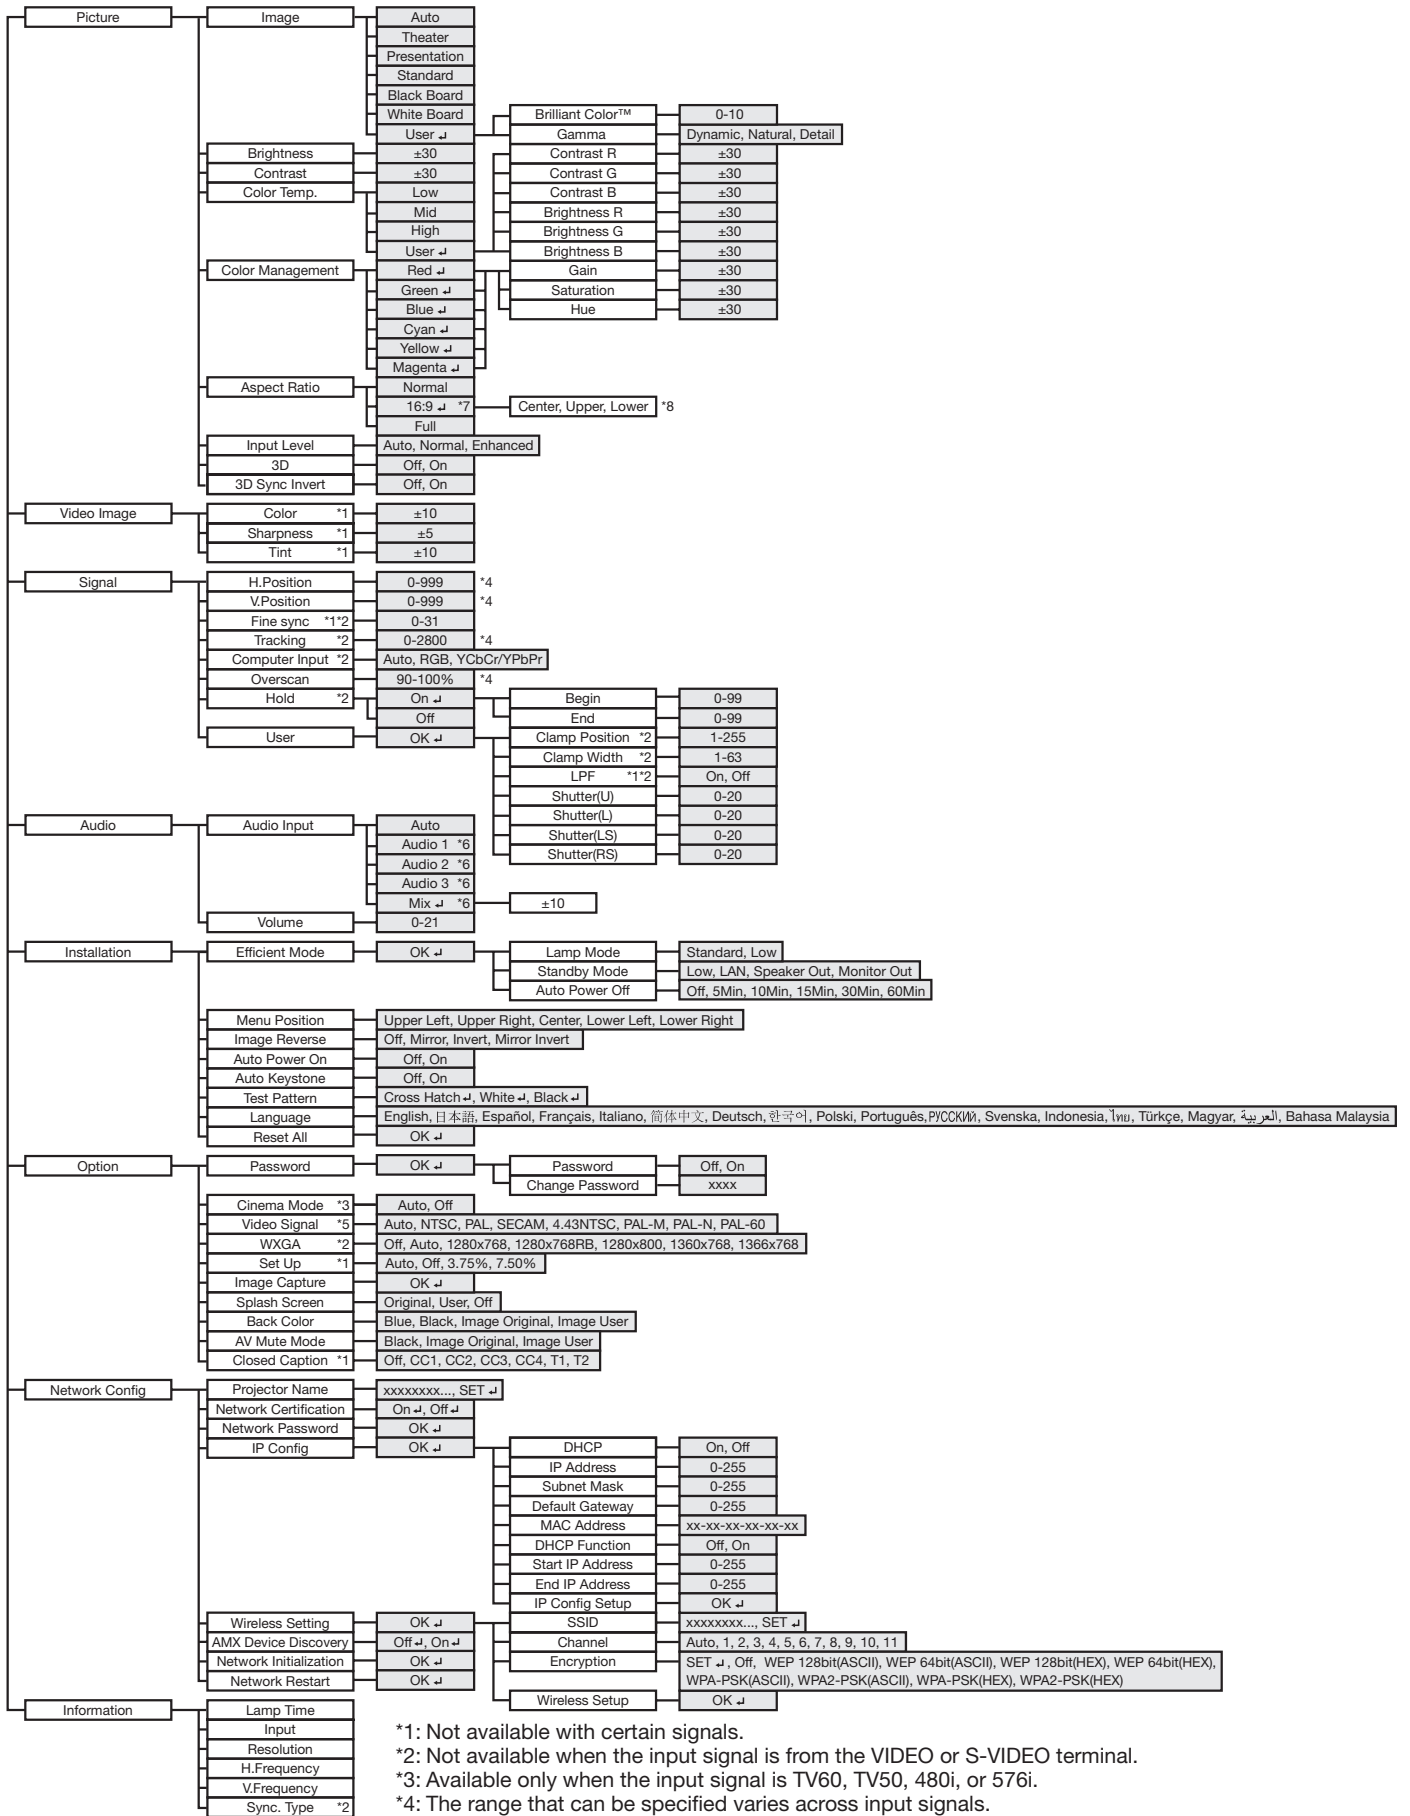 Picture Image Auto
Theater
Presentation
Standard
Black Board
White Board Brilliant Color™ 0-10
User ↵ Gamma Dynamic, Natural, Detail
Brightness ±30 Contrast R ±30
Contrast ±30 Contrast G ±30
Color Temp. Low Contrast B ±30
Mid Brightness R ±30
High Brightness G ±30
User ↵ Brightness B ±30
Color Management Red ↵ Gain ±30
Green ↵ Saturation ±30
Blue ↵ Hue ±30
Cyan ↵
Yellow ↵
Magenta ↵
Aspect Ratio Normal
16:9 ↵ *7 Center, Upper, Lower *8
Full
Input Level Auto, Normal, Enhanced
3D Off, On
3D Sync Invert Off, On
Video Image Color *1 ±10
Sharpness *1 ±5
Tint *1 ±10
Signal H.Position 0-999 *4
V.Position 0-999 *4
Fine sync *1*2 0-31
Tracking *2 0-2800 *4
Computer Input *2 Auto, RGB, YCbCr/YPbPr
Overscan 90-100% *4
Hold *2 On ↵ Begin 0-99
Off End 0-99
User OK ↵ Clamp Position *2 1-255
Clamp Width *2 1-63
LPF *1*2 On, Off
Shutter(U) 0-20
Shutter(L) 0-20
Shutter(LS) 0-20
Shutter(RS) 0-20
Audio Audio Input Auto
Audio 1 *6
Audio 2 *6
Audio 3 *6
Mix ↵ *6 ±10
Volume 0-21
Installation Efficient Mode OK ↵ Lamp Mode Standard, Low
Standby Mode Low, LAN, Speaker Out, Monitor Out
Auto Power Off Off, 5Min, 10Min, 15Min, 30Min, 60Min
Menu Position Upper Left, Upper Right, Center, Lower Left, Lower Right
Image Reverse Off, Mirror, Invert, Mirror Invert
Auto Power On Off, On
Auto Keystone Off, On
Test Pattern Cross Hatch ↵, White ↵, Black ↵
Language English, 日本語, Español, Français, Italiano, 简体中文, Deutsch, 한국어, Polski, Português, РУССКИЙ, Svenska, Indonesia, ไทย, Türkçe, Magyar, العربية, Bahasa Malaysia
Reset All OK ↵
Option Password OK ↵ Password Off, On
Change Password xxxx
Cinema Mode *3 Auto, Off
Video Signal *5 Auto, NTSC, PAL, SECAM, 4.43NTSC, PAL-M, PAL-N, PAL-60
WXGA *2 Off, Auto, 1280x768, 1280x768RB, 1280x800, 1360x768, 1366x768
Set Up *1 Auto, Off, 3.75%, 7.50%
Image Capture OK ↵
Splash Screen Original, User, Off
Back Color Blue, Black, Image Original, Image User
AV Mute Mode Black, Image Original, Image User
Closed Caption *1 Off, CC1, CC2, CC3, CC4, T1, T2
Network Config Projector Name xxxxxxxx..., SET ↵
Network Certification On ↵, Off ↵
Network Password OK ↵
IP Config OK ↵ DHCP On, Off
IP Address 0-255
Subnet Mask 0-255
Default Gateway 0-255
MAC Address xx-xx-xx-xx-xx-xx
DHCP Function Off, On
Start IP Address 0-255
End IP Address 0-255
IP Config Setup OK ↵
Wireless Setting OK ↵ SSID xxxxxxxx..., SET ↵
AMX Device Discovery Off ↵, On ↵ Channel Auto, 1, 2, 3, 4, 5, 6, 7, 8, 9, 10, 11
Network Initialization OK ↵ Encryption SET ↵, Off, WEP 128bit(ASCII), WEP 64bit(ASCII), WEP 128bit(HEX), WEP 64bit(HEX),
Network Restart OK ↵ WPA-PSK(ASCII), WPA2-PSK(ASCII), WPA-PSK(HEX), WPA2-PSK(HEX)
Wireless Setup OK ↵
Information Lamp Time
Input
Resolution
H.Frequency
V.Frequency
Sync. Type *2
*1: Not available with certain signals.
*2: Not available when the input signal is from the VIDEO or S-VIDEO terminal.
*3: Available only when the input signal is TV60, TV50, 480i, or 576i.
*4: The range that can be specified varies across input signals.